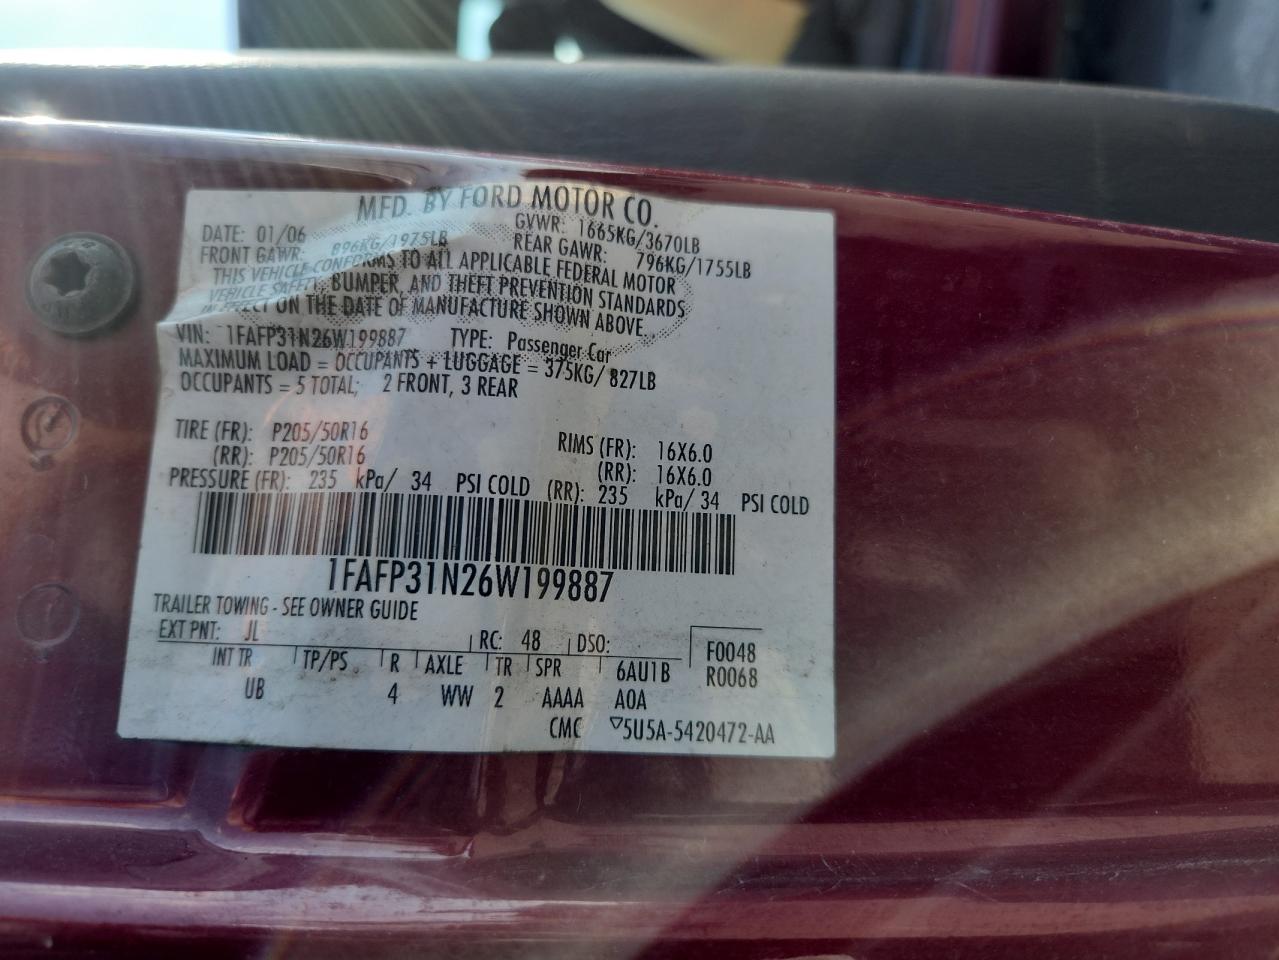 MFD. BY FORD MOTOR CO.
DATE: 01/06 GVWR: 1665KG/3670LB
FRONT GAWR: 896KG/1975LB REAR GAWR: 796KG/1755LB
THIS VEHICLE CONFORMS TO ALL APPLICABLE FEDERAL MOTOR
VEHICLE SAFETY, BUMPER, AND THEFT PREVENTION STANDARDS
IN EFFECT ON THE DATE OF MANUFACTURE SHOWN ABOVE.
VIN: 1FAFP31N26W199887 TYPE: Passenger Car
MAXIMUM LOAD = OCCUPANTS + LUGGAGE = 375KG/ 827LB
OCCUPANTS = 5 TOTAL; 2 FRONT, 3 REAR
TIRE (FR): P205/50R16 RIMS (FR): 16X6.0
(RR): P205/50R16 (RR): 16X6.0
PRESSURE (FR): 235 kPa/ 34 PSI COLD (RR): 235 kPa/ 34 PSI COLD
1FAFP31N26W199887
TRAILER TOWING - SEE OWNER GUIDE
EXT PNT: JL RC: 48 DSO: F0048
INT TR TP/PS R AXLE TR SPR 6AU1B R0068
UB 4 WW 2 AAAA A0A
CMC ▽5U5A-5420472-AA